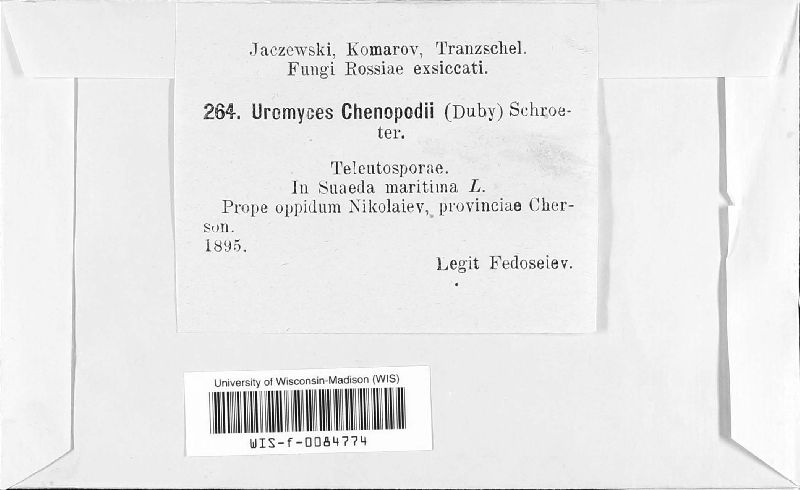 Jaczewski, Komarov, Tranzschel.
Fungi Rossiae exsiccati.
264. Uromyces Chenopodii (Duby) Schroe-
ter.
Teleutosporae.
In Suaeda maritima L.
Prope oppidum Nikolaiev, provinciae Cher-
son.
1895.
Legit Fedoseiev.
University of Wisconsin-Madison (WIS)
WIS-f-0084774